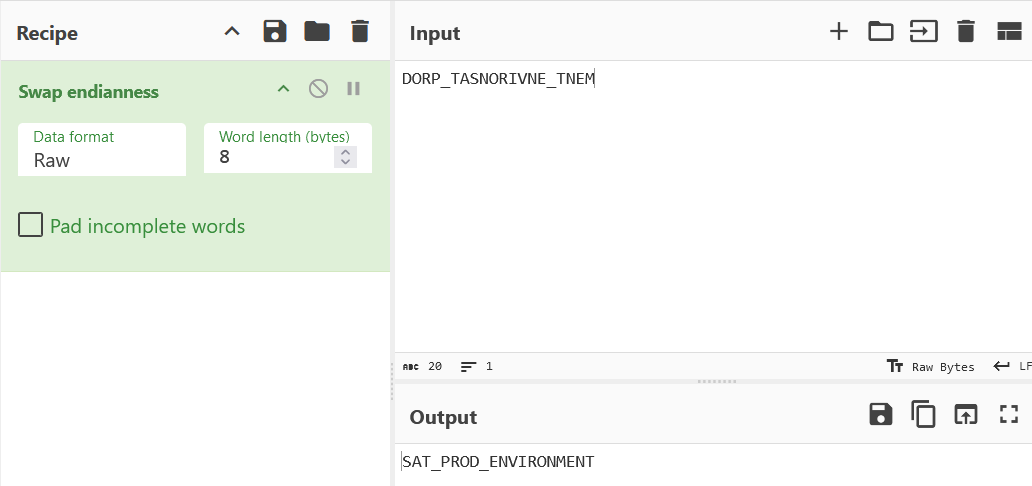 Recipe
Swap endianness
Data format
Raw
Word length (bytes)
8
Pad incomplete words
Input
DORP_TASNORIVNE_TNEM
ABC 20 1
Raw Bytes LF
Output
SAT_PROD_ENVIRONMENT